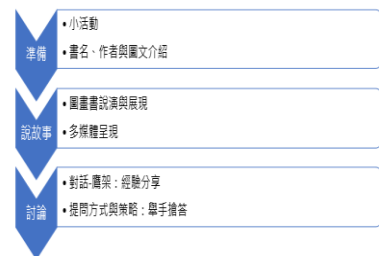 準備
• 小活動
• 書名、作者與圖文介紹
說故事
• 圖畫書說演與展現
• 多媒體呈現
討論
• 對話-鷹架：經驗分享
• 提問方式與策略：舉手搶答